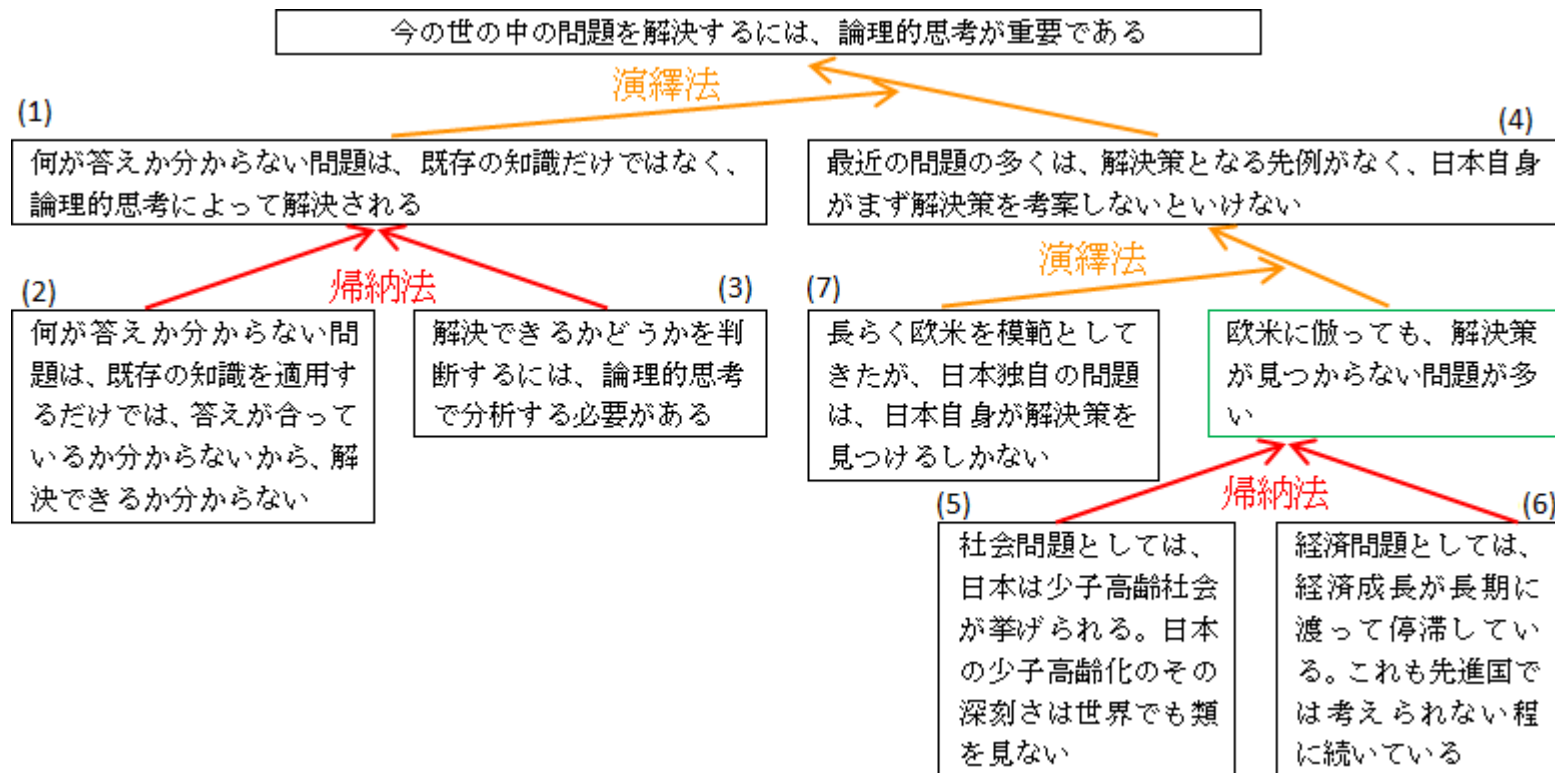 今の世の中の問題を解決するには、論理的思考が重要である
演繹法
(1)
何が答えか分からない問題は、既存の知識だけではなく、
論理的思考によって解決される
(4)
最近の問題の多くは、解決策となる先例がなく、日本自身
がまず解決策を考案しないといけない
帰納法
(2)
何が答えか分からない問
題は、既存の知識を適用す
るだけでは、答えが合って
いるか分からないから、解
決できるか分からない
(3)
解決できるかどうかを判
断するには、論理的思考
で分析する必要がある
演繹法
(7)
長らく欧米を模範として
きたが、日本独自の問題
は、日本自身が解決策を
見つけるしかない
欧米に倣っても、解決策
が見つからない問題が多
い
帰納法
(5)
社会問題としては、
日本は少子高齢社会
が挙げられる。日本
の少子高齢化のその
深刻さは世界でも類
を見ない
(6)
経済問題としては、
経済成長が長期に
渡って停滞してい
る。これも先進国で
は考えられない程
に続いている